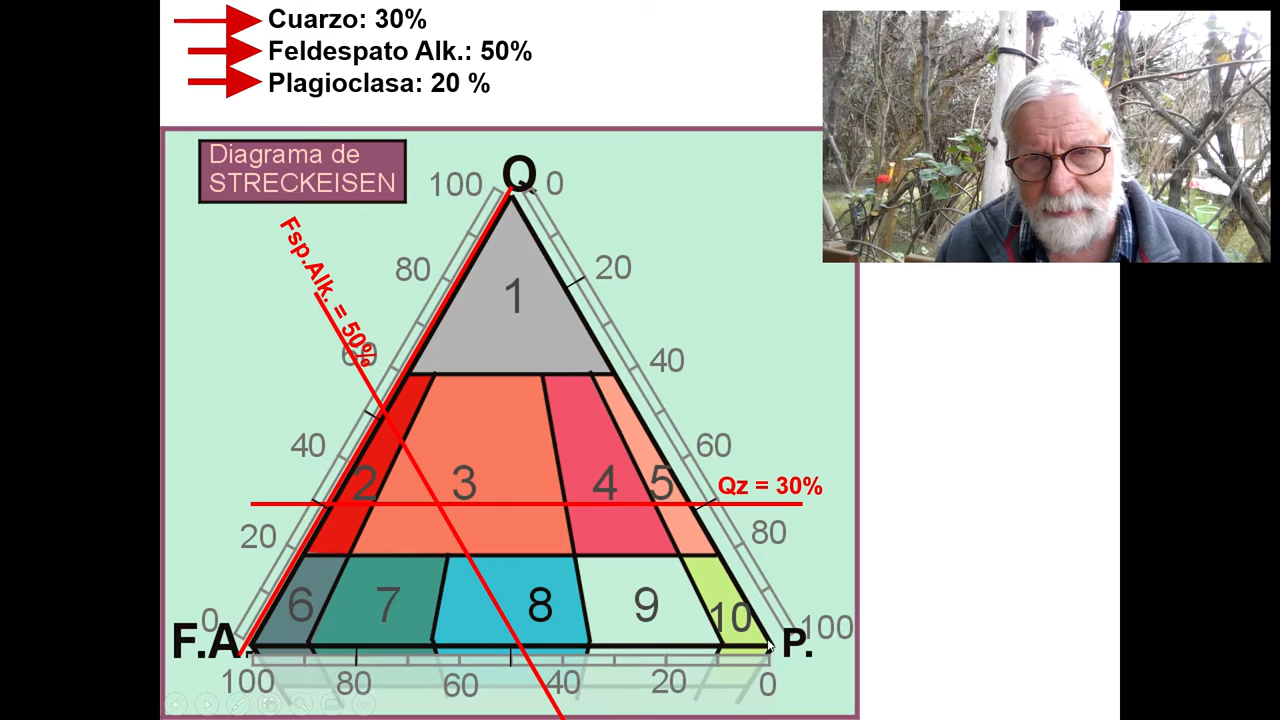 Cuarzo: 30%
Feldespato Alk.: 50%
Plagioclasa: 20 %
Diagrama de
STRECKEISEN
Q
100
0
Fsp.Alk. = 50%
80
20
1
60
40
40
60
2
3
4
5
Qz = 30%
20
80
6
7
8
9
10
0
100
F.A
P.
100
80
60
40
20
0